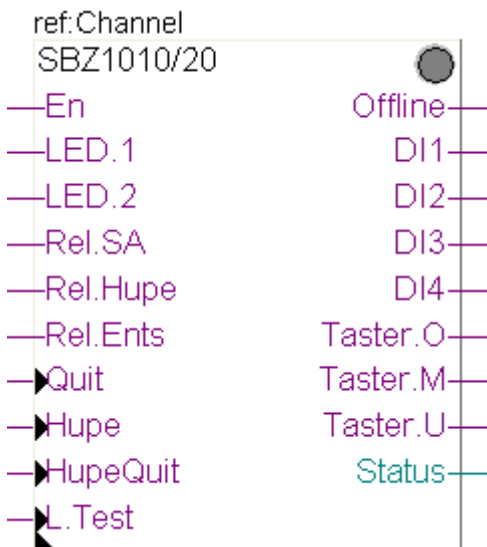 ref:Channel
SBZ1010/20
En Offline
LED.1 DI1
LED.2 DI2
Rel.SA DI3
Rel.Hupe DI4
Rel.Ents Taster.O
Quit Taster.M
Hupe Taster.U
HupeQuit Status
L.Test